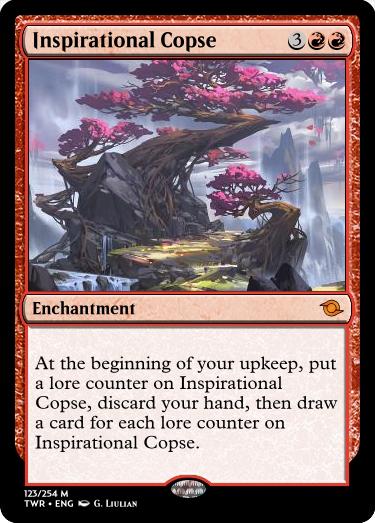 Inspirational Copse 3
Enchantment
At the beginning of your upkeep, put
a lore counter on Inspirational
Copse, discard your hand, then draw
a card for each lore counter on
Inspirational Copse.
123/254 M
TWR • ENG G. Liulian